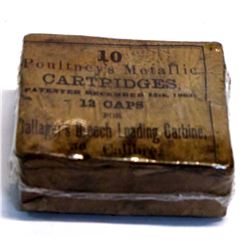 10
Poultney's Metallic
CARTRIDGES,
PATENTED DECEMBER 15th, 1863
12 CAPS
FOR
Gallager's Breech Loading Carbine,
Calibre